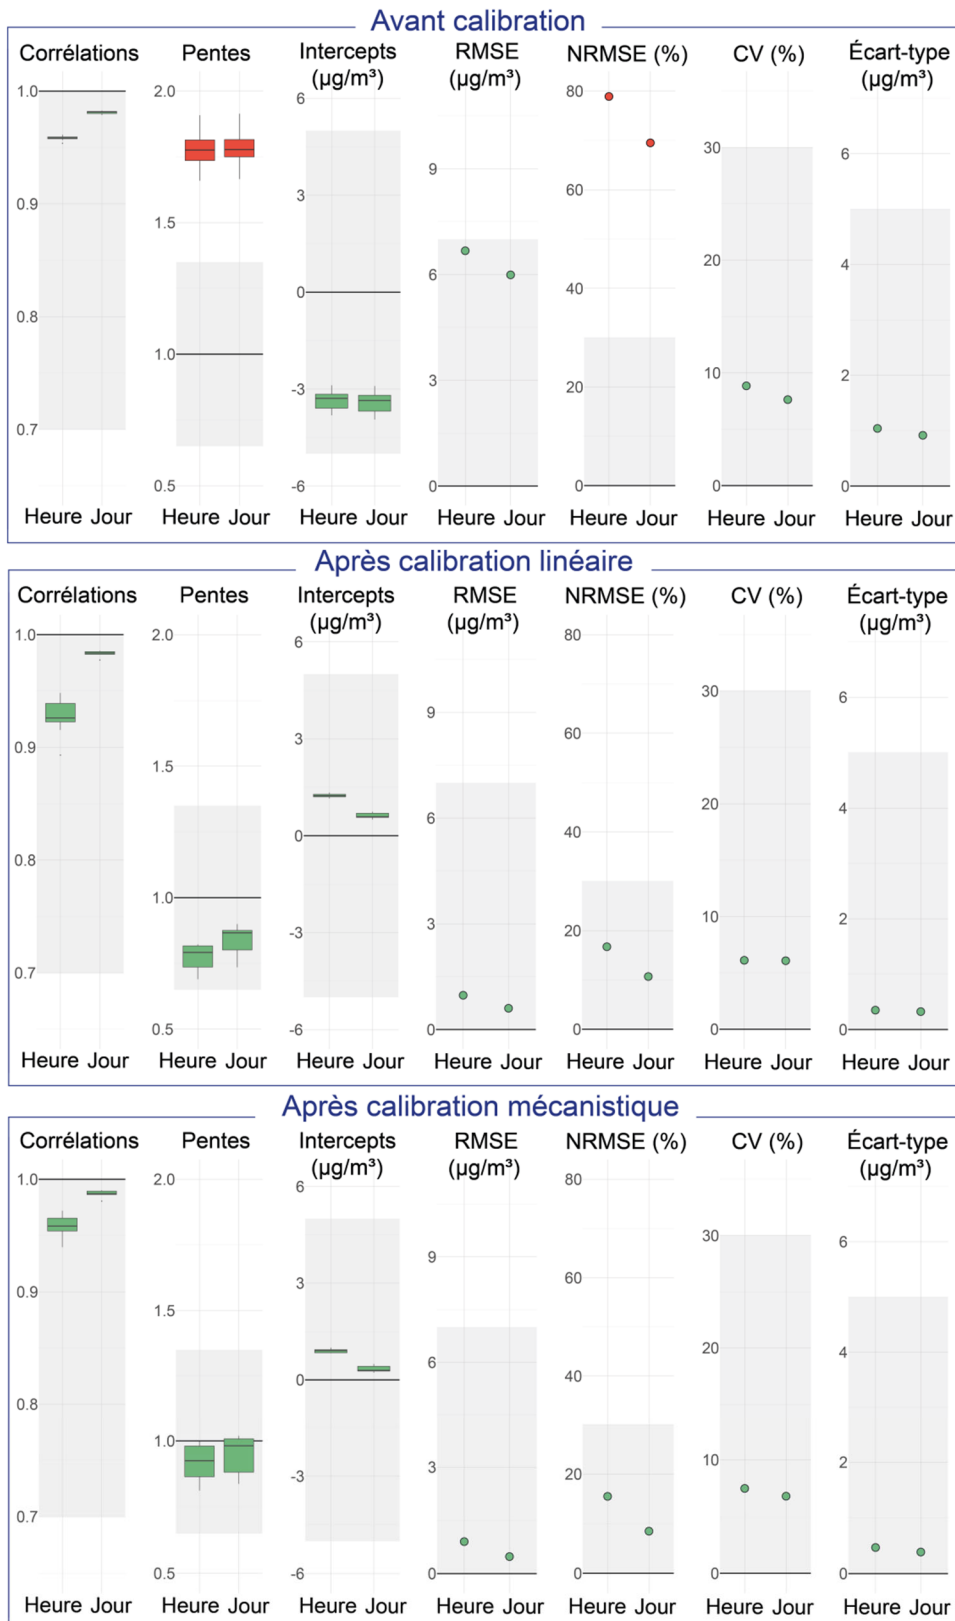 Avant calibration
Corrélations Pentes Intercepts RMSE NRMSE (%) CV (%) Écart-type
(µg/m³) (µg/m³) (µg/m³)
1.0 0.9 0.8 0.7
2.0 1.5 1.0 0.5
6 3 0 -3 -6
9 6 3 0
80 60 40 20 0
30 20 10 0
6 4 2 0
Heure Jour Heure Jour Heure Jour Heure Jour Heure Jour Heure Jour Heure Jour
Après calibration linéaire
Corrélations Pentes Intercepts RMSE NRMSE (%) CV (%) Écart-type
(µg/m³) (µg/m³) (µg/m³)
1.0 0.9 0.8 0.7
2.0 1.5 1.0 0.5
6 3 0 -3 -6
9 6 3 0
80 60 40 20 0
30 20 10 0
6 4 2 0
Heure Jour Heure Jour Heure Jour Heure Jour Heure Jour Heure Jour Heure Jour
Après calibration mécanistique
Corrélations Pentes Intercepts RMSE NRMSE (%) CV (%) Écart-type
(µg/m³) (µg/m³) (µg/m³)
1.0 0.9 0.8 0.7
2.0 1.5 1.0 0.5
6 3 0 -3 -6
9 6 3 0
80 60 40 20 0
30 20 10 0
6 4 2 0
Heure Jour Heure Jour Heure Jour Heure Jour Heure Jour Heure Jour Heure Jour